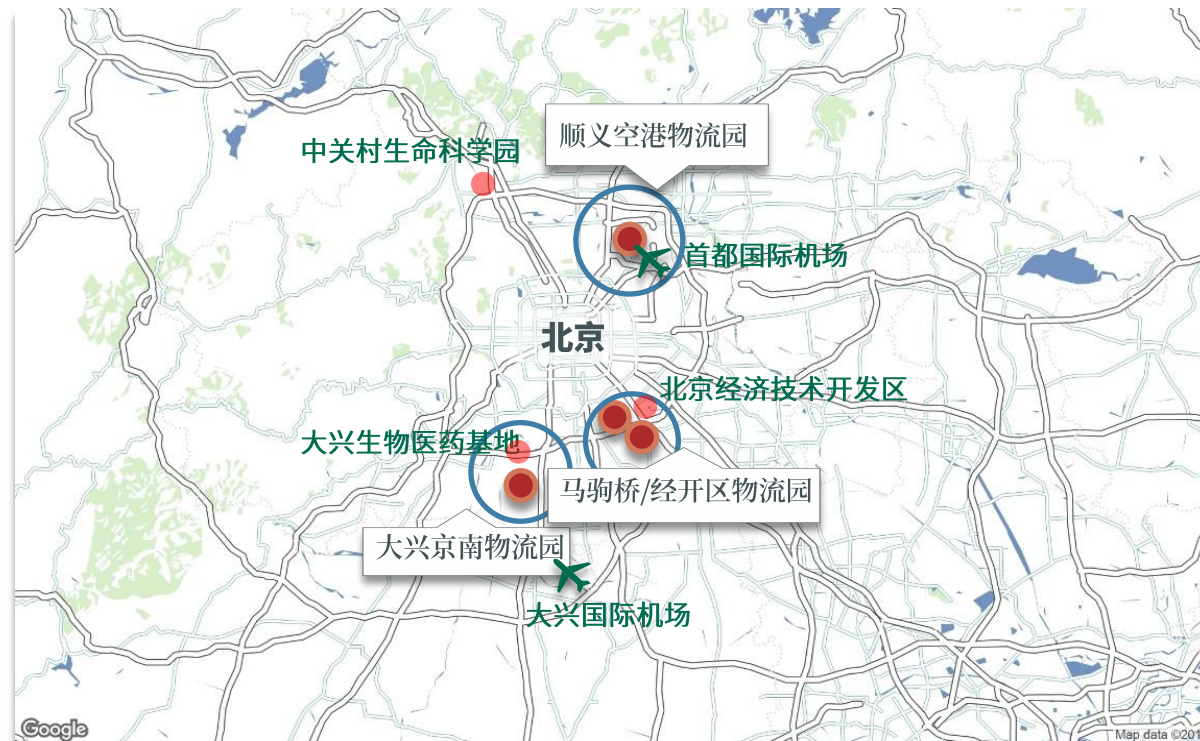 顺义空港物流园
中关村生命科学园
首都国际机场
北京
北京经济技术开发区
大兴生物医药基地
马驹桥/经开区物流园
大兴京南物流园
大兴国际机场
Google
Map data ©201